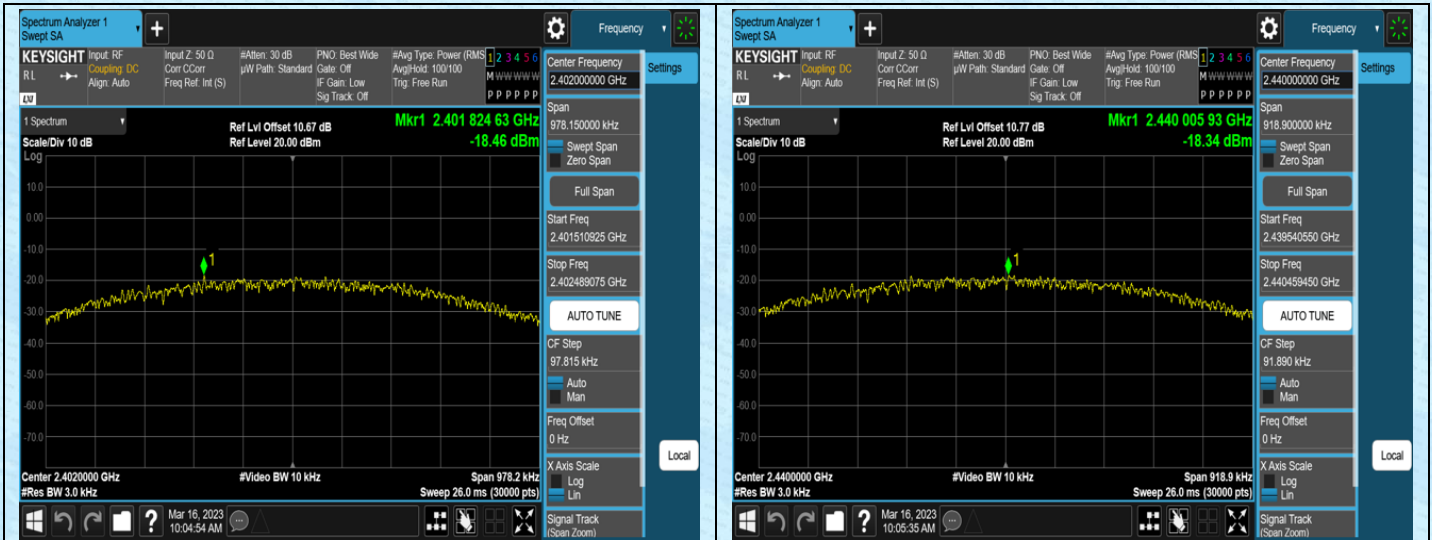 Spectrum Analyzer 1
Swept SA
+
Frequency
KEYSIGHT
RL
LXI
Input: RF
Coupling: DC
Align: Auto
Input Z: 50 Ω
Corr CCorr
Freq Ref: Int (S)
#Atten: 30 dB
µW Path: Standard
PNO: Best Wide
Gate: Off
IF Gain: Low
Sig Track: Off
#Avg Type: Power (RMS
Avg|Hold: 100/100
Trig: Free Run
1 2 3 4 5 6
M W W W W W
P P P P P P
Center Frequency
2.402000000 GHz
Settings
Span
978.150000 kHz
Swept Span
Zero Span
Full Span
Start Freq
2.401510925 GHz
Stop Freq
2.402489075 GHz
AUTO TUNE
CF Step
97.815 kHz
Auto
Man
Freq Offset
0 Hz
X Axis Scale
Log
Lin
Signal Track
(Span Zoom)
Local
1 Spectrum
Scale/Div 10 dB
Log
Ref Lvl Offset 10.67 dB
Ref Level 20.00 dBm
Mkr1 2.401 824 63 GHz
-18.46 dBm
10.0
0.00
-10.0
1
-20.0
-30.0
-40.0
-50.0
-60.0
-70.0
Center 2.4020000 GHz
#Res BW 3.0 kHz
#Video BW 10 kHz
Span 978.2 kHz
Sweep 26.0 ms (30000 pts)
?
Mar 16, 2023
10:04:54 AM
Spectrum Analyzer 1
Swept SA
+
Frequency
KEYSIGHT
RL
LXI
Input: RF
Coupling: DC
Align: Auto
Input Z: 50 Ω
Corr CCorr
Freq Ref: Int (S)
#Atten: 30 dB
µW Path: Standard
PNO: Best Wide
Gate: Off
IF Gain: Low
Sig Track: Off
#Avg Type: Power (RMS
Avg|Hold: 100/100
Trig: Free Run
1 2 3 4 5 6
M W W W W W
P P P P P P
Center Frequency
2.440000000 GHz
Settings
Span
918.900000 kHz
Swept Span
Zero Span
Full Span
Start Freq
2.439540550 GHz
Stop Freq
2.440459450 GHz
AUTO TUNE
CF Step
91.890 kHz
Auto
Man
Freq Offset
0 Hz
X Axis Scale
Log
Lin
Signal Track
(Span Zoom)
Local
1 Spectrum
Scale/Div 10 dB
Log
Ref Lvl Offset 10.77 dB
Ref Level 20.00 dBm
Mkr1 2.440 005 93 GHz
-18.34 dBm
10.0
0.00
-10.0
1
-20.0
-30.0
-40.0
-50.0
-60.0
-70.0
Center 2.4400000 GHz
#Res BW 3.0 kHz
#Video BW 10 kHz
Span 918.9 kHz
Sweep 26.0 ms (30000 pts)
?
Mar 16, 2023
10:05:35 AM